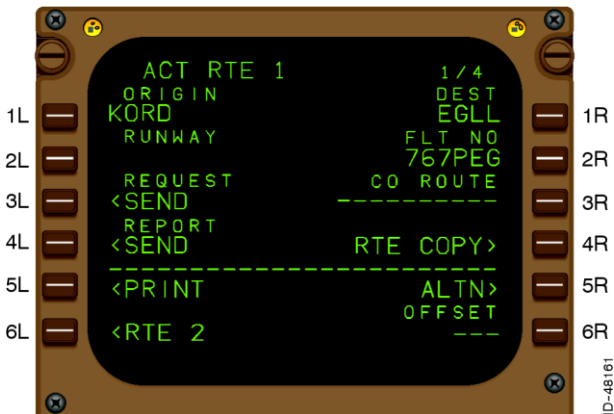 ACT RTE 1 1/4
ORIGIN DEST
1L KORD EGLL 1R
RUNWAY FLT NO
2L 767PEG 2R
REQUEST CO ROUTE
3L <SEND ---------- 3R
REPORT
4L <SEND RTE COPY> 4R
------------------------
5L <PRINT ALTN> 5R
OFFSET
6L <RTE 2 --- 6R
ID-48161